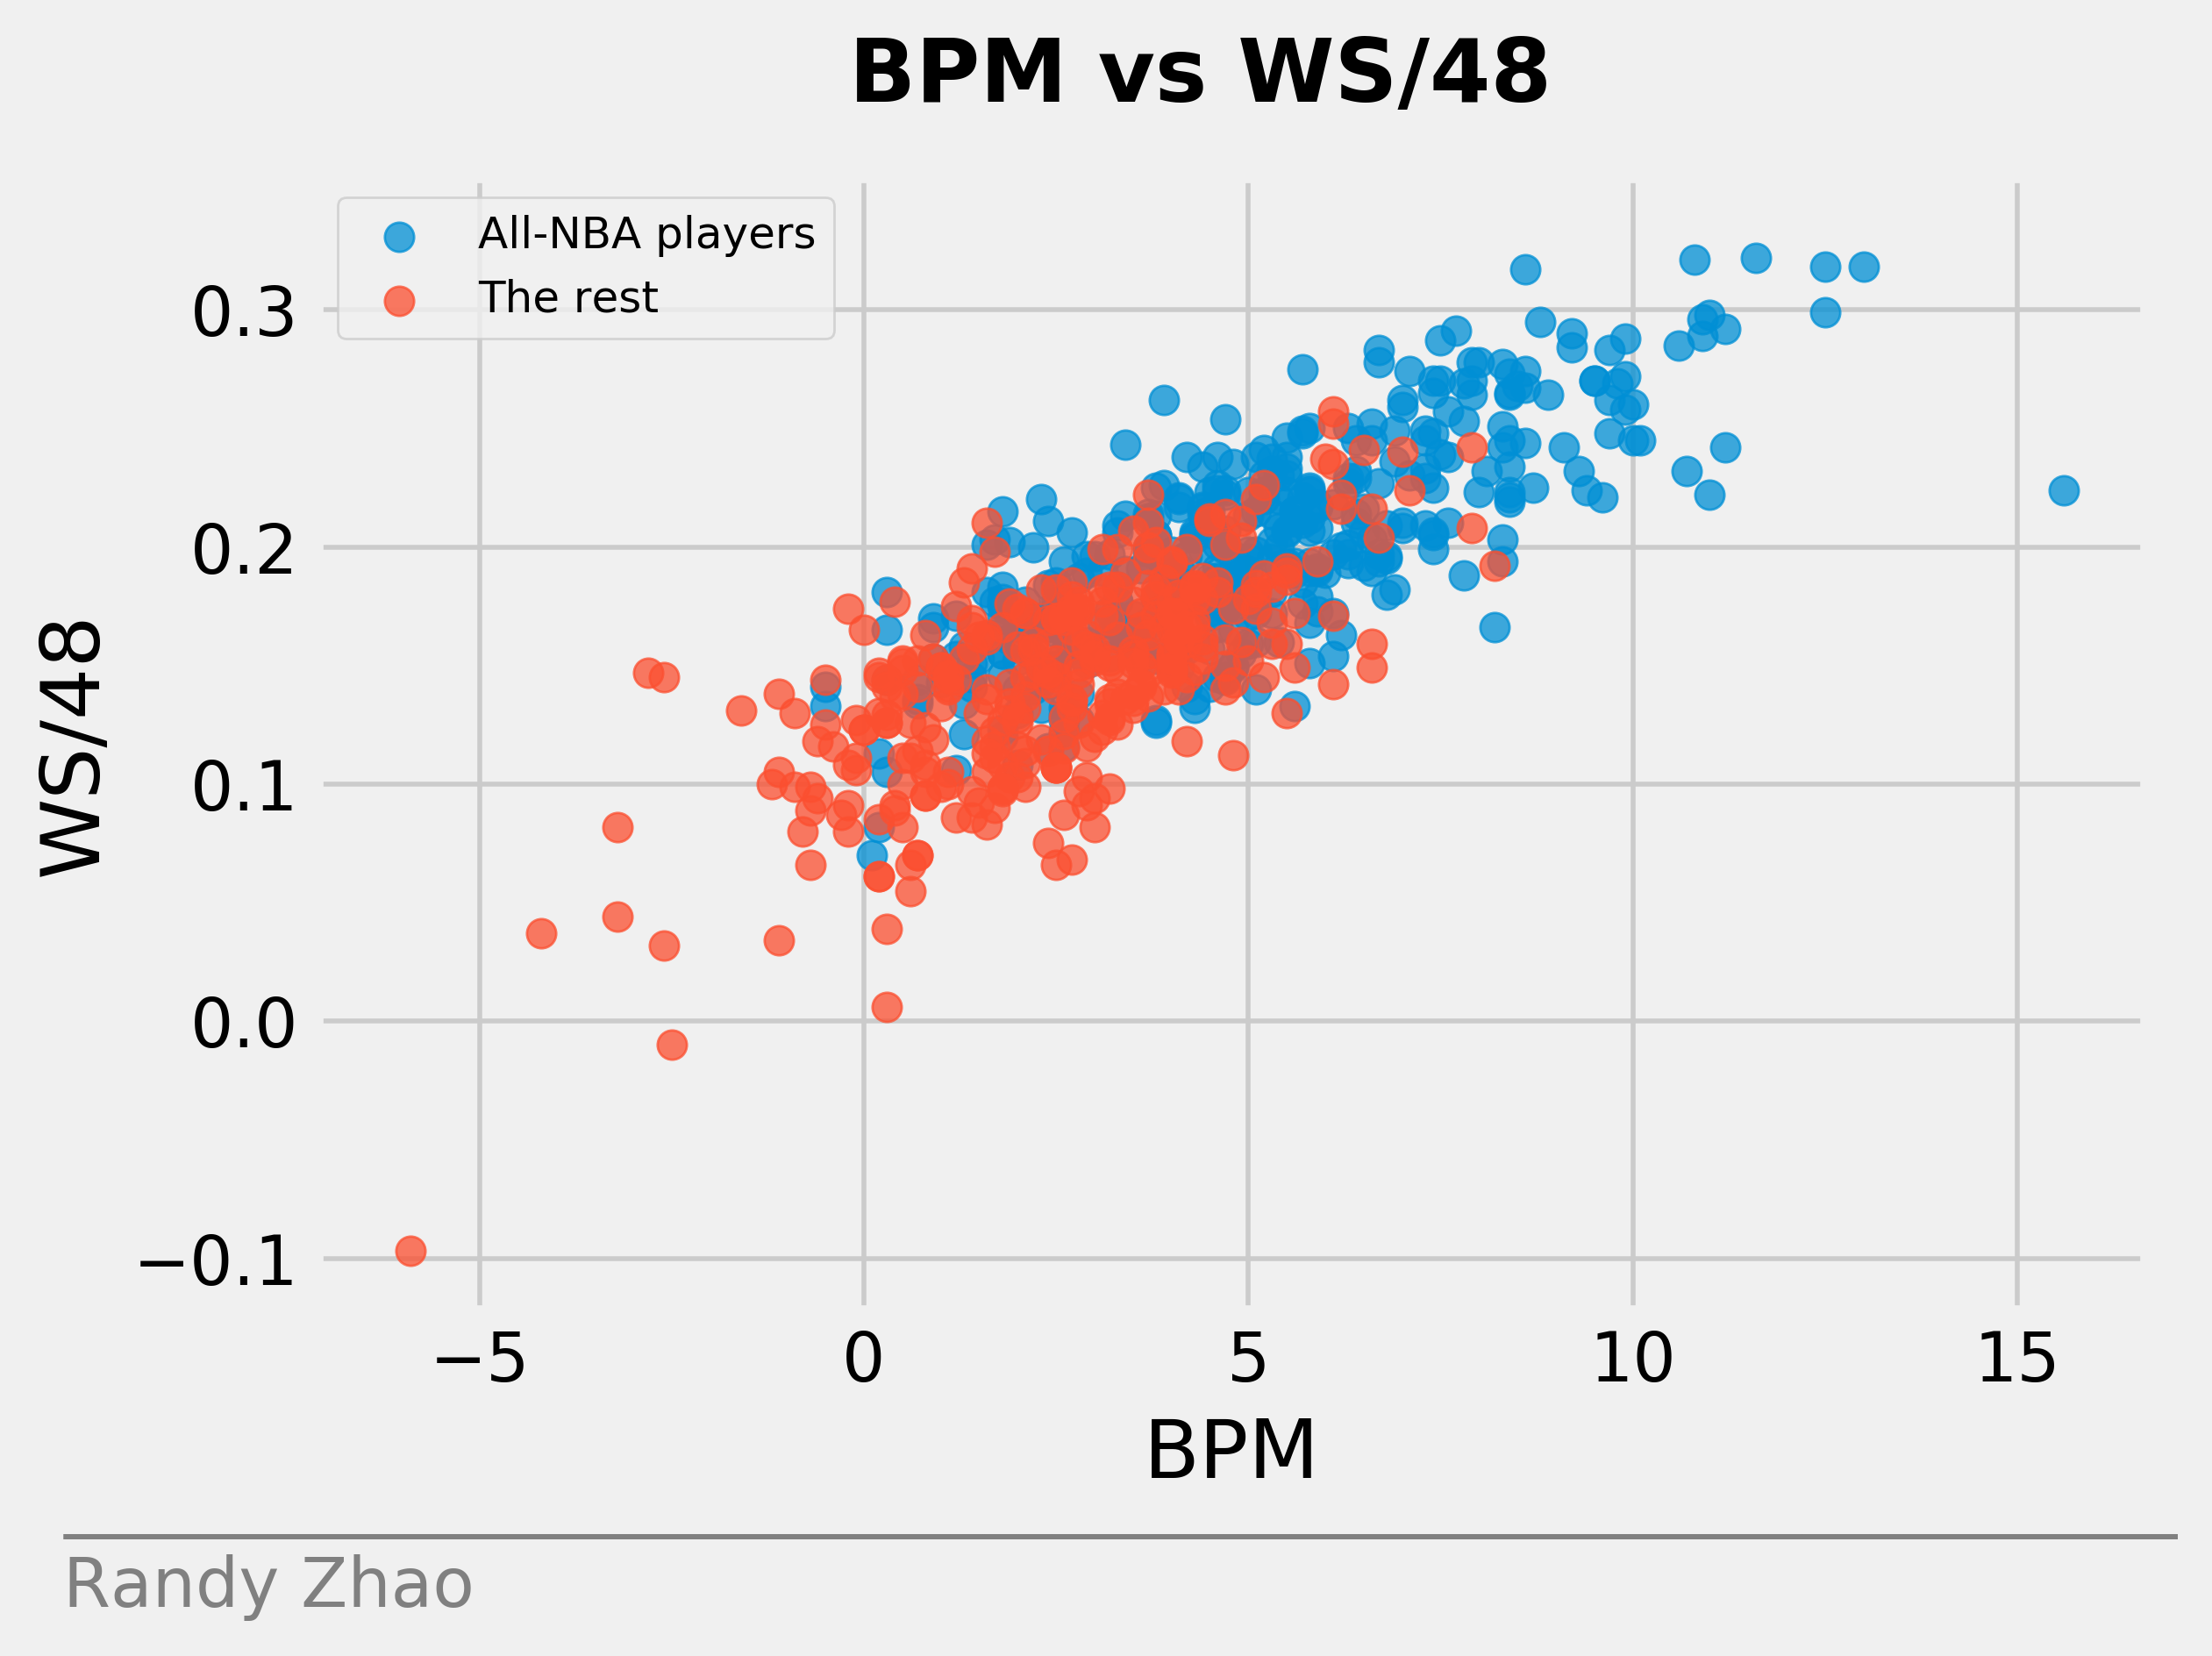 BPM vs WS/48
All-NBA players
The rest
0.3
0.2
0.1
0.0
−0.1
WS/48
−5 0 5 10 15
BPM
Randy Zhao